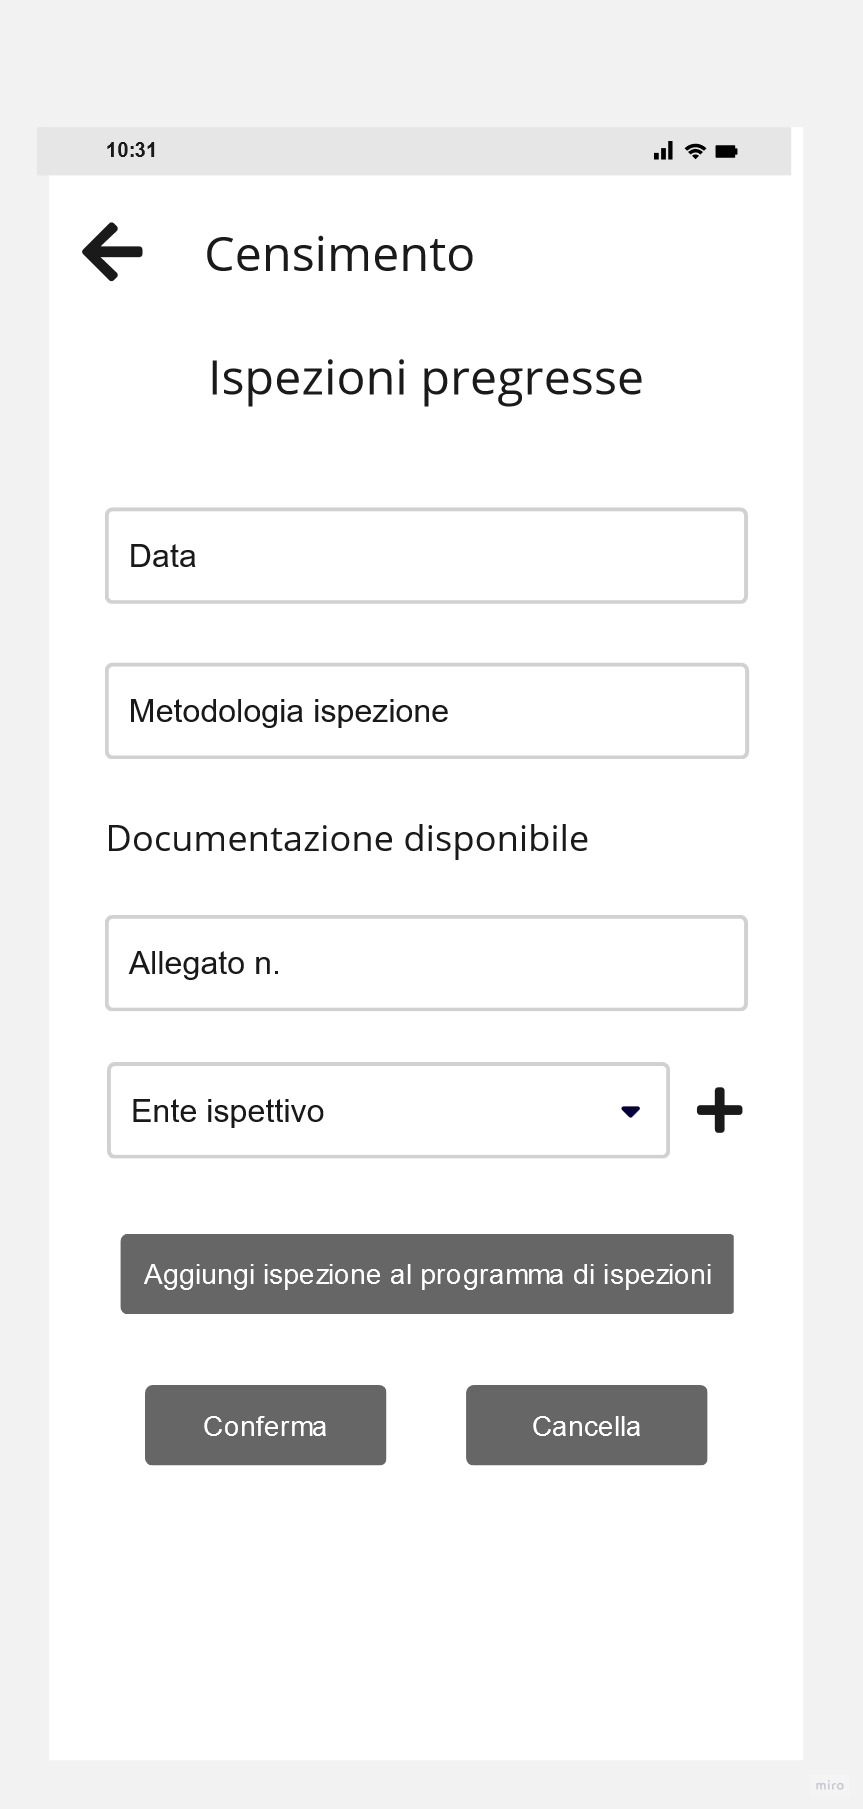 10:31
Censimento
Ispezioni pregresse
Data
Metodologia ispezione
Documentazione disponibile
Allegato n.
Ente ispettivo
Aggiungi ispezione al programma di ispezioni
Conferma
Cancella
miro